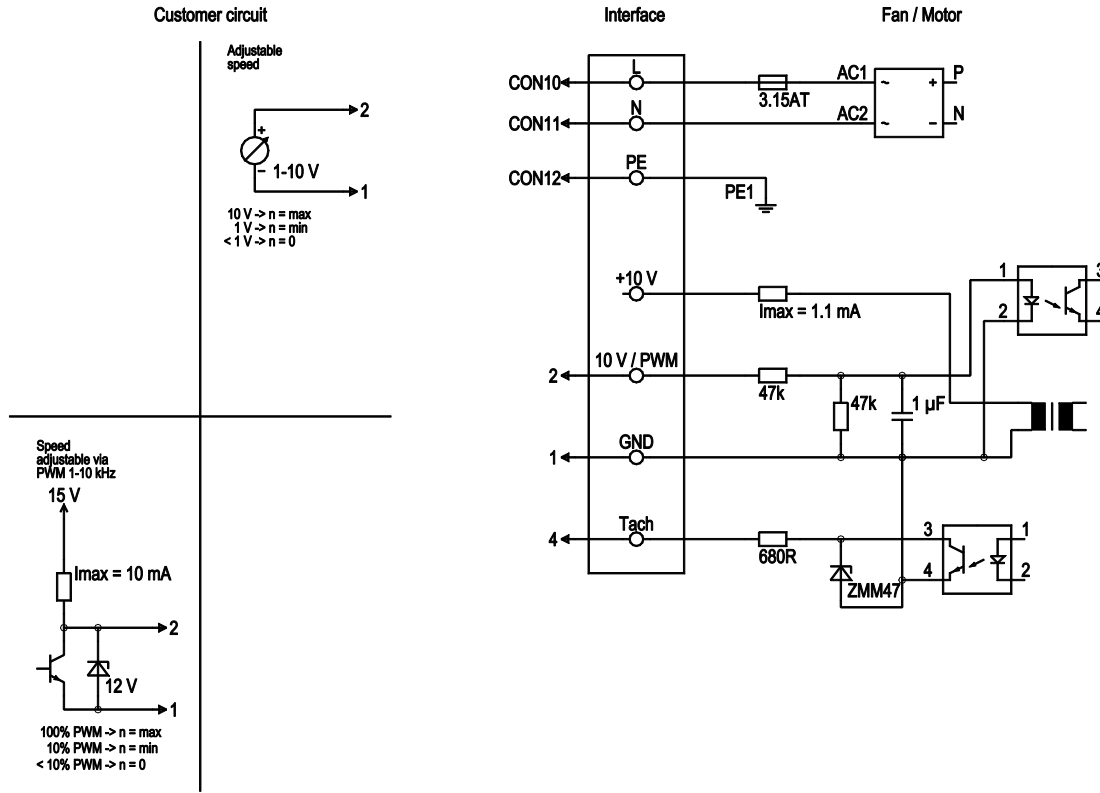 Customer circuit
Interface
Fan / Motor
Adjustable
speed
2
+
–
1-10 V
1
10 V -> n = max
1 V -> n = min
< 1 V -> n = 0
Speed
adjustable via
PWM 1-10 kHz
15 V
Imax = 10 mA
2
12 V
1
100% PWM -> n = max
10% PWM -> n = min
< 10% PWM -> n = 0
CON10
L
3.15AT
AC1
~
+
P
CON11
N
AC2
~
–
N
CON12
PE
PE1
+10 V
Imax = 1.1 mA
1
2
3
4
2
10 V / PWM
47k
47k
1 µF
1
GND
4
Tach
680R
ZMM47
3
4
1
2